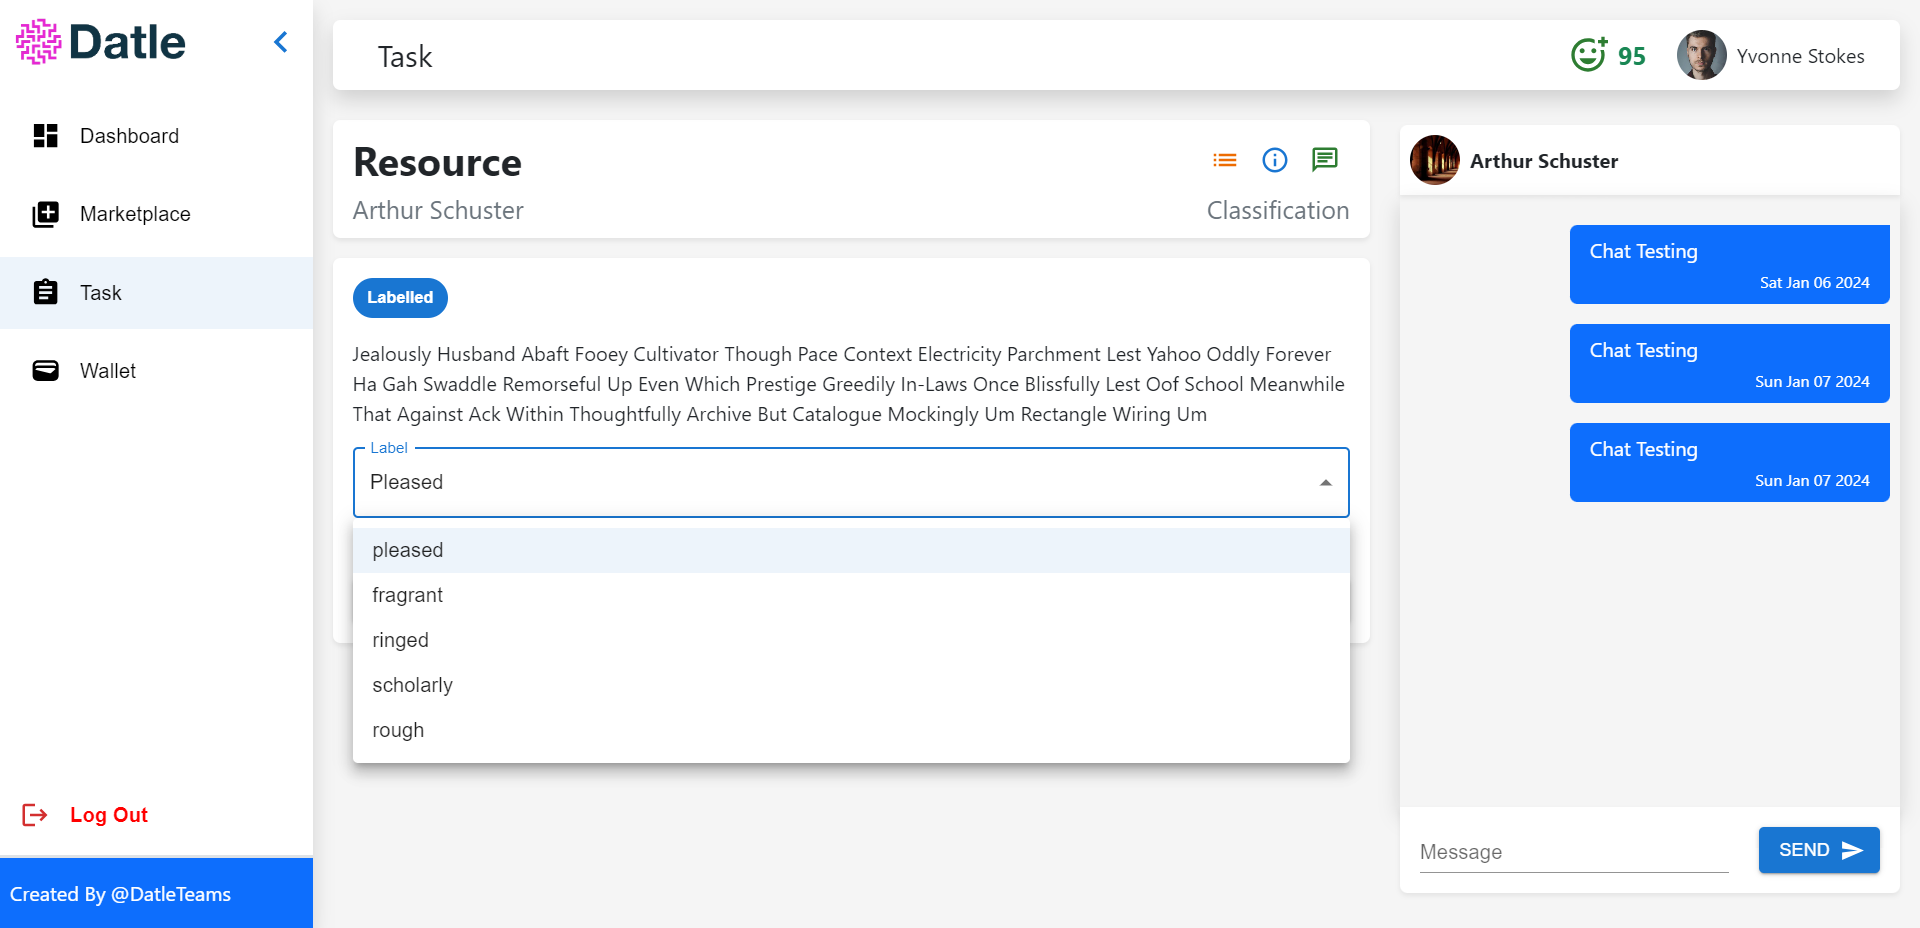 Datle
Dashboard
Marketplace
Task
Wallet
Log Out
Created By @DatleTeams
Task
95
Yvonne Stokes
Resource
Arthur Schuster
Classification
Labelled
Jealously Husband Abaft Fooey Cultivator Though Pace Context Electricity Parchment Lest Yahoo Oddly Forever
Ha Gah Swaddle Remorseful Up Even Which Prestige Greedily In-Laws Once Blissfully Lest Oof School Meanwhile
That Against Ack Within Thoughtfully Archive But Catalogue Mockingly Um Rectangle Wiring Um
Label
Pleased
pleased
fragrant
ringed
scholarly
rough
Arthur Schuster
Chat Testing
Sat Jan 06 2024
Chat Testing
Sun Jan 07 2024
Chat Testing
Sun Jan 07 2024
Message
SEND